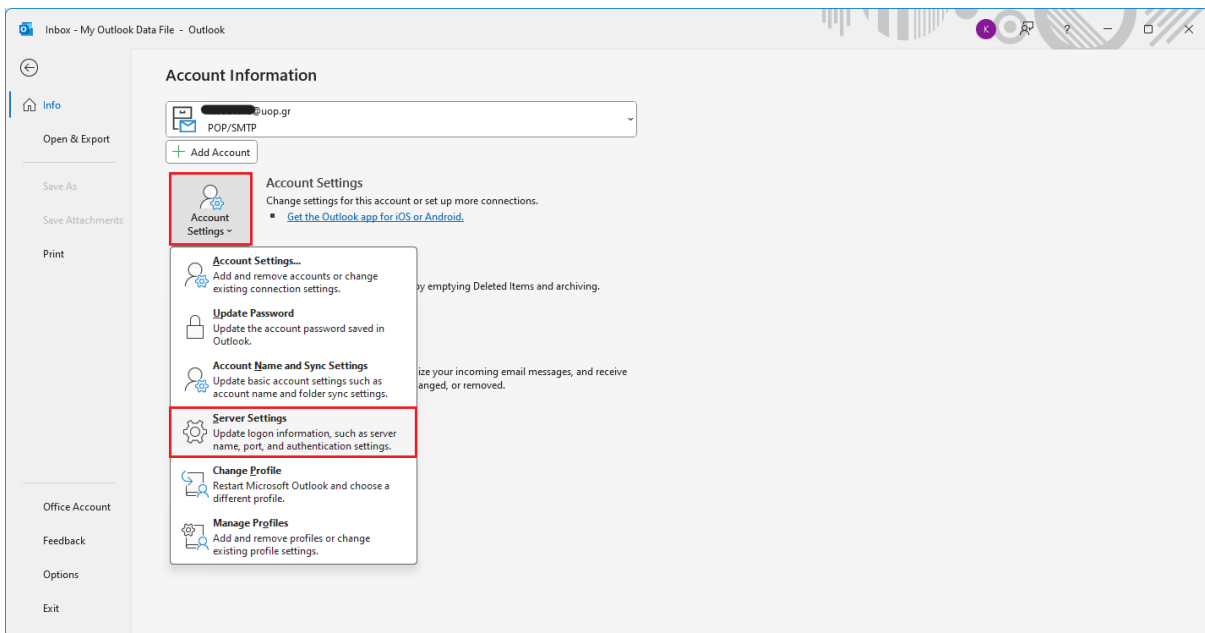 Inbox - My Outlook Data File - Outlook
K
?
Account Information
Info
@uop.gr
POP/SMTP
Open & Export
Add Account
Account Settings
Save As
Change settings for this account or set up more connections.
Account
Settings
Get the Outlook app for iOS or Android.
Save Attachments
Print
Account Settings...
Add and remove accounts or change
existing connection settings.
by emptying Deleted Items and archiving.
Update Password
Update the account password saved in
Outlook.
Account Name and Sync Settings
Update basic account settings such as
account name and folder sync settings.
ize your incoming email messages, and receive
anged, or removed.
Server Settings
Update logon information, such as server
name, port, and authentication settings.
Change Profile
Restart Microsoft Outlook and choose a
different profile.
Manage Profiles
Add and remove profiles or change
existing profile settings.
Office Account
Feedback
Options
Exit